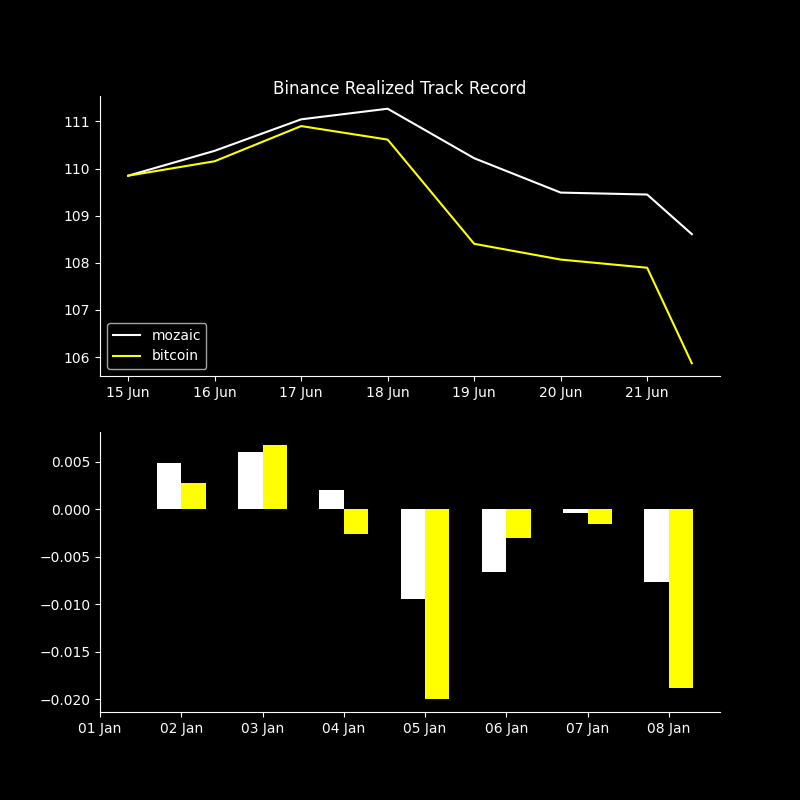 Binance Realized Track Record
111
110
109
108
107
106
mozaic
bitcoin
15 Jun 16 Jun 17 Jun 18 Jun 19 Jun 20 Jun 21 Jun
0.005
0.000
−0.005
−0.010
−0.015
−0.020
01 Jan 02 Jan 03 Jan 04 Jan 05 Jan 06 Jan 07 Jan 08 Jan